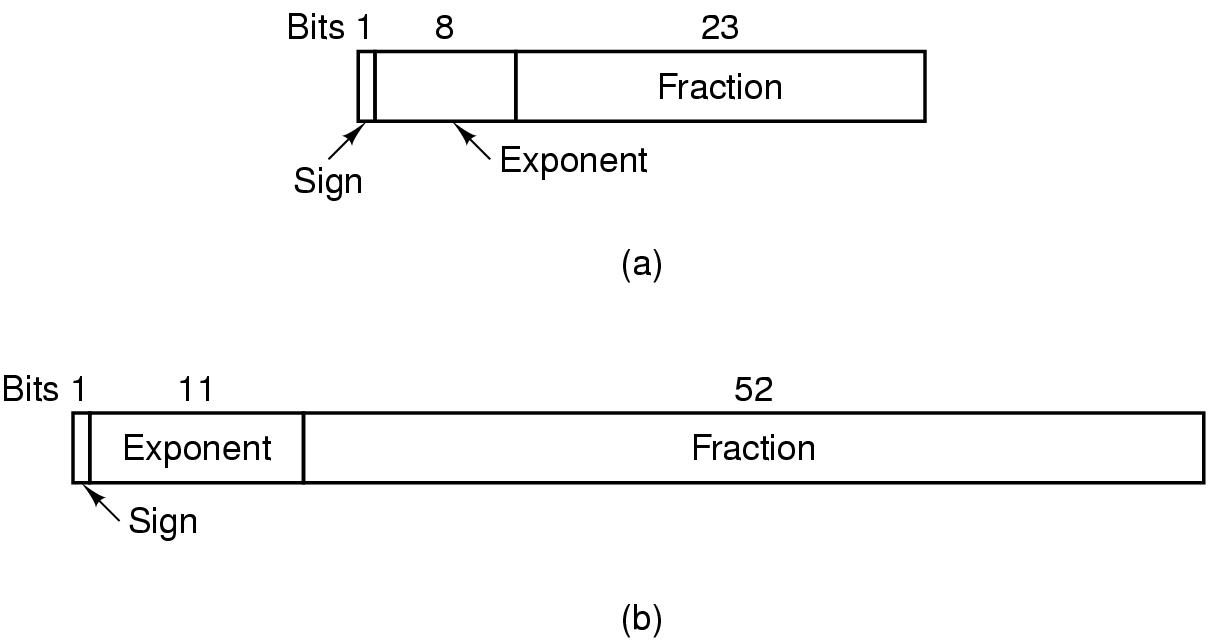 Bits 1 8 23
Fraction
Exponent
Sign
(a)
Bits 1 11 52
Exponent Fraction
Sign
(b)